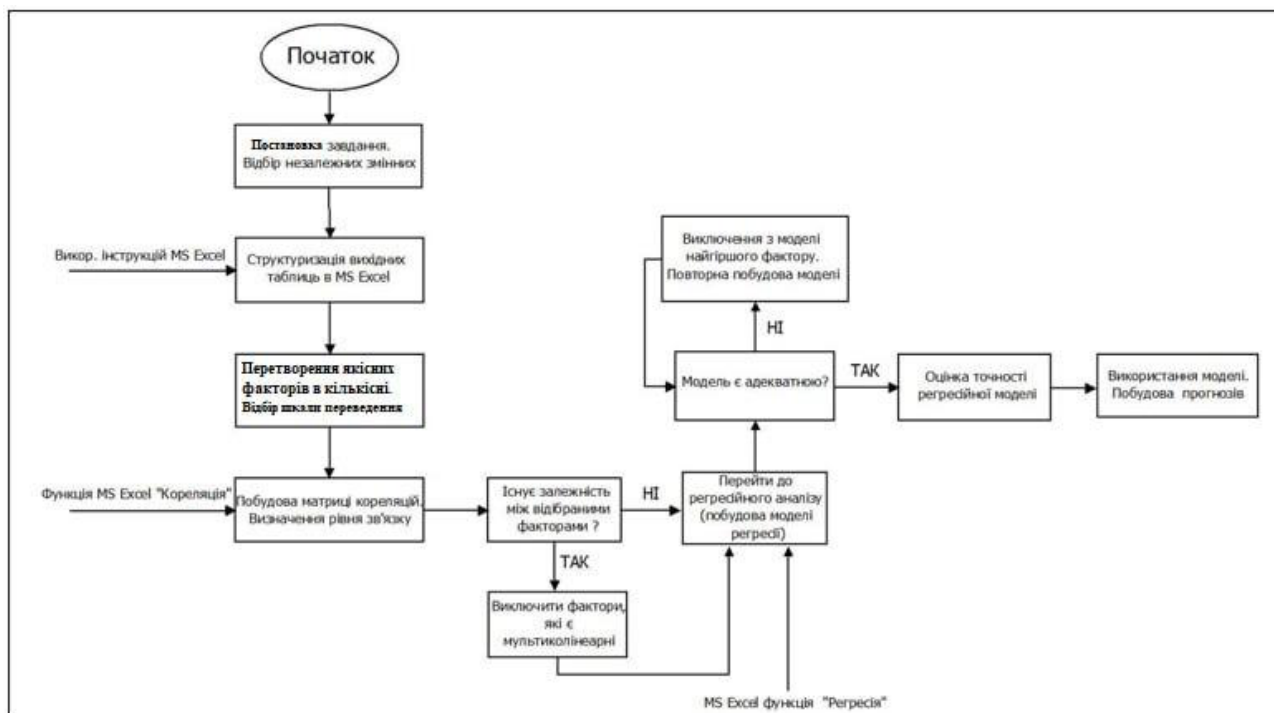 Початок
Постановка завдання.
Відбір незалежних змінних
Викор. інструкцій MS Excel
Структуризація вихідних
таблиць в MS Excel
Перетворення якісних
факторів в кількісні.
Відбір шкали переведення
Функція MS Excel "Кореляція"
Побудова матриці кореляцій.
Визначення рівня зв'язку
Існує залежність
між відібраними
факторами ?
НІ
ТАК
Виключити фактори,
які є
мультиколінеарні
Перейти до
регресійного аналізу
(побудова моделі
регресії)
MS Excel функція "Регресія"
Модель є адекватною?
НІ
Виключення з моделі
найгіршого фактору.
Повторна побудова моделі
ТАК
Оцінка точності
регресійної моделі
Використання моделі.
Побудова прогнозів